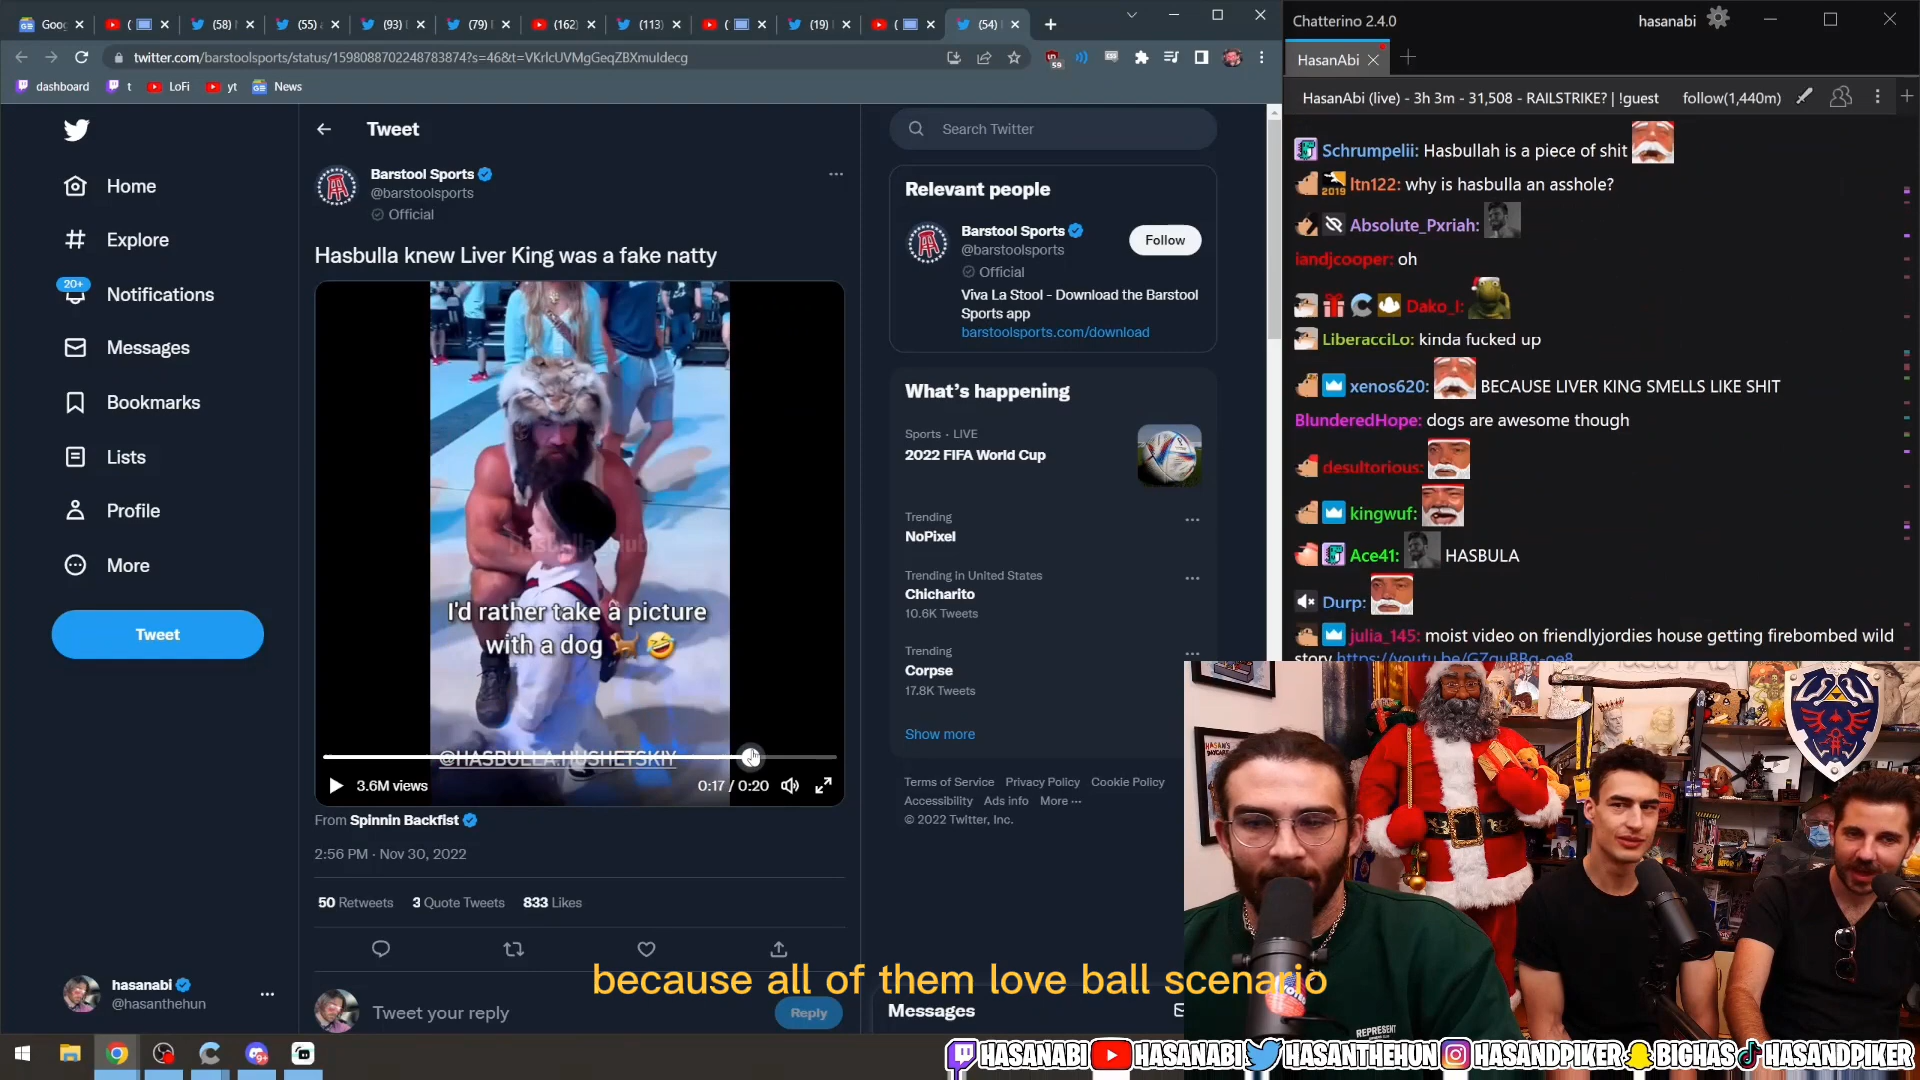 Goo
(
(58)
(55)
(93)
(79)
(162)
(113)
(
(19)
(
(54)
twitter.com/barstoolsports/status/1598088702248783874?s=46&t=VKrlcUVMgGeqZBXmuldecg
59
dashboard
t
LoFi
yt
News
Home
Explore
20+
Notifications
Messages
Bookmarks
Lists
Profile
More
Tweet
hasanabi
@hasanthehun
Tweet
Barstool Sports
@barstoolsports
Official
Hasbulla knew Liver King was a fake natty
I'd rather take a picture
with a dog
@HASBULLA.HUSHETSKIY
3.6M views
0:17 / 0:20
From Spinnin Backfist
2:56 PM · Nov 30, 2022
50 Retweets 3 Quote Tweets 833 Likes
Tweet your reply
Reply
Search Twitter
Relevant people
Barstool Sports
@barstoolsports
Official
Follow
Viva La Stool - Download the Barstool
Sports app
barstoolsports.com/download
What's happening
Sports · LIVE
2022 FIFA World Cup
Trending
NoPixel
Trending in United States
Chicharito
10.6K Tweets
Trending
Corpse
17.8K Tweets
Show more
Terms of Service Privacy Policy Cookie Policy
Accessibility Ads info More ···
© 2022 Twitter, Inc.
Messages
Chatterino 2.4.0
hasanabi
HasanAbi
HasanAbi (live) - 3h 3m - 31,508 - RAILSTRIKE? | !guest
follow(1,440m)
Schrumpelii: Hasbullah is a piece of shit
2019 ltn122: why is hasbulla an asshole?
Absolute_Pxriah:
iandjcooper: oh
Dako_I:
LiberacciLo: kinda fucked up
xenos620: BECAUSE LIVER KING SMELLS LIKE SHIT
BlunderedHope: dogs are awesome though
desultorious:
kingwuf:
Ace41: HASBULA
Durp:
julia_145: moist video on friendlyjordies house getting firebombed wild
story
because all of them love ball scenario
REPRESENT
HASANABI HASANABI HASANTHEHUN HASANDPIKER BIGHAS HASANDPIKER